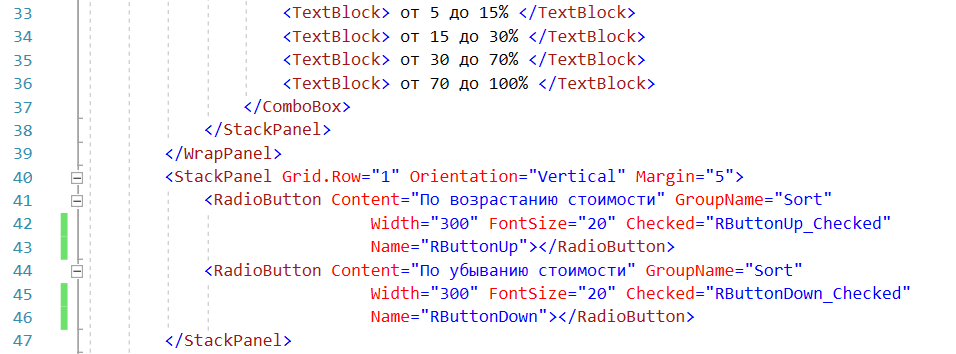 33 <TextBlock> от 5 до 15% </TextBlock>
34 <TextBlock> от 15 до 30% </TextBlock>
35 <TextBlock> от 30 до 70% </TextBlock>
36 <TextBlock> от 70 до 100% </TextBlock>
37 </ComboBox>
38 </StackPanel>
39 </WrapPanel>
40 <StackPanel Grid.Row="1" Orientation="Vertical" Margin="5">
41 <RadioButton Content="По возрастанию стоимости" GroupName="Sort"
42 Width="300" FontSize="20" Checked="RButtonUp_Checked"
43 Name="RButtonUp"></RadioButton>
44 <RadioButton Content="По убыванию стоимости" GroupName="Sort"
45 Width="300" FontSize="20" Checked="RButtonDown_Checked"
46 Name="RButtonDown"></RadioButton>
47 </StackPanel>